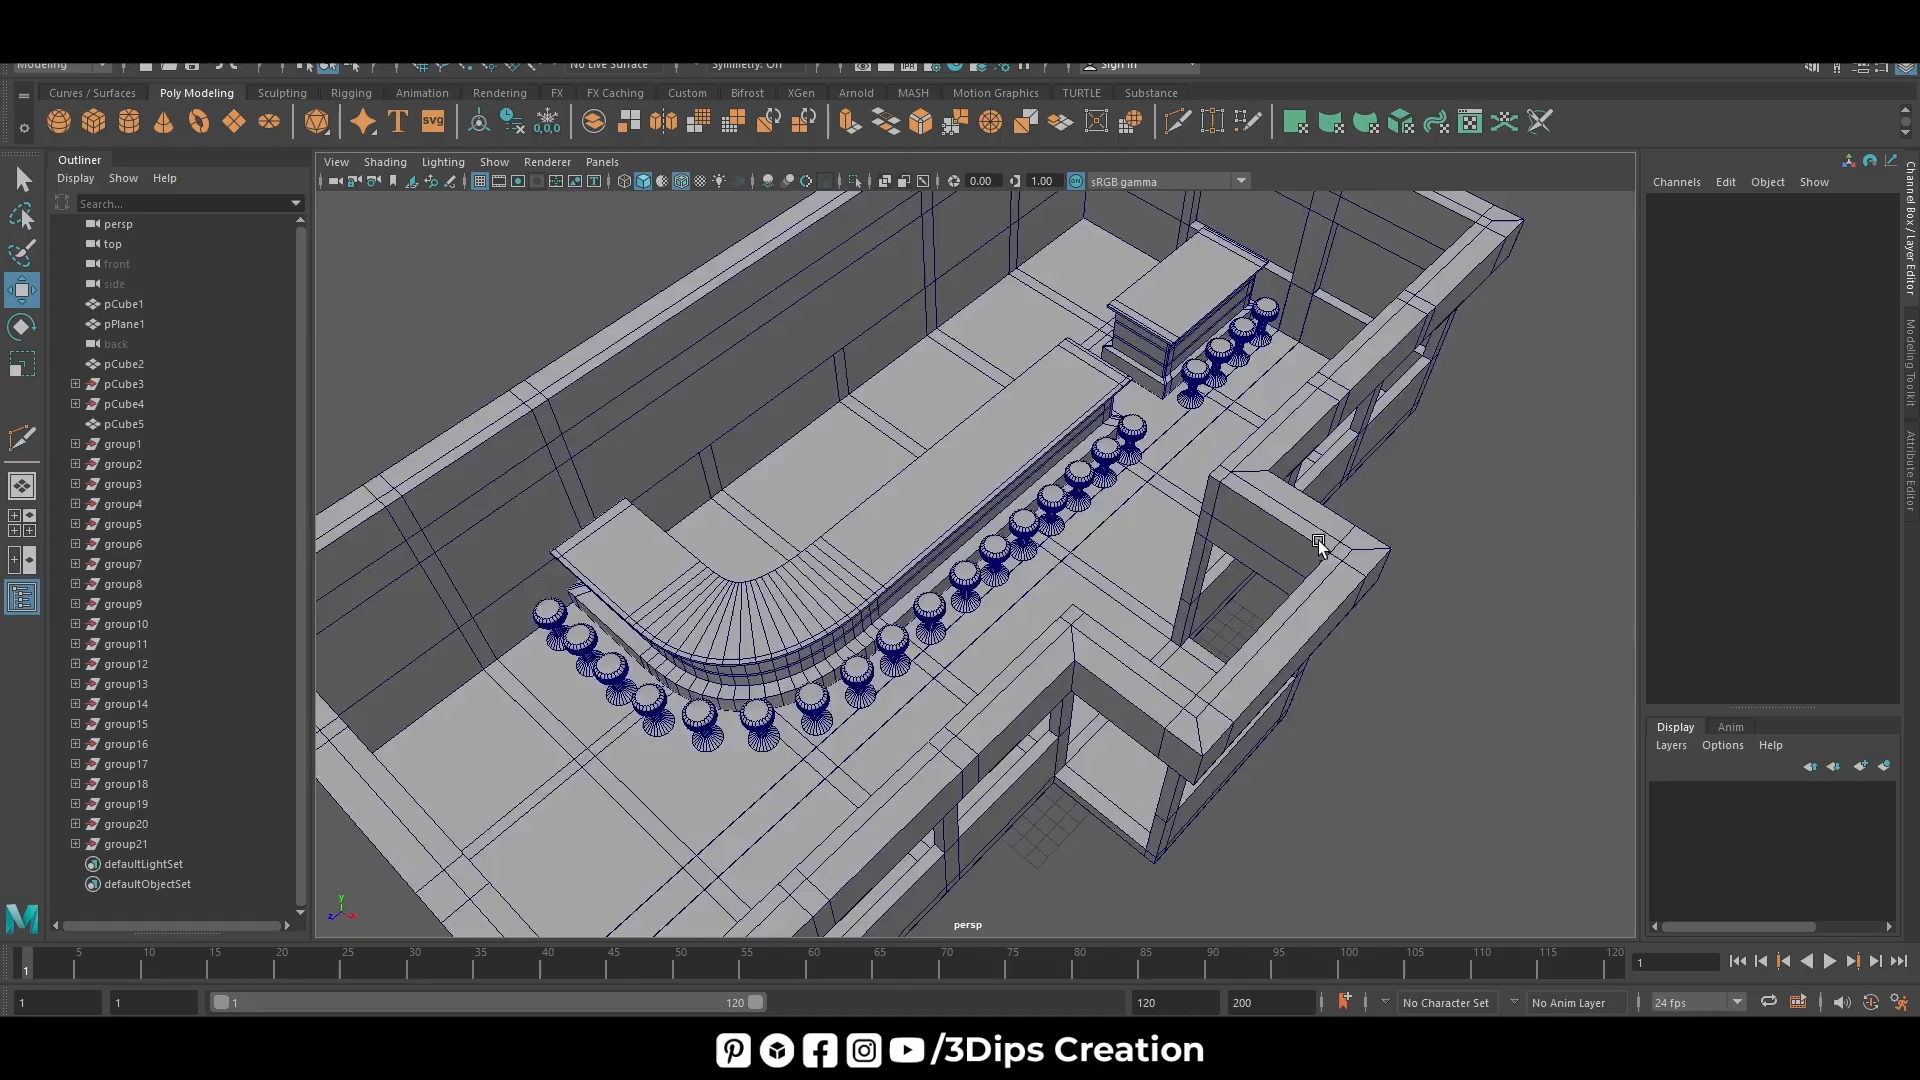 Modeling No Live Surface Symmetry: Off Sign In
Curves / Surfaces Poly Modeling Sculpting Rigging Animation Rendering FX FX Caching Custom Bifrost XGen Arnold MASH Motion Graphics TURTLE Substance
T svg 0,0,0
Outliner
Display Show Help
Search...
persp
top
front
side
pCube1
pPlane1
back
pCube2
pCube3
pCube4
pCube5
group1
group2
group3
group4
group5
group6
group7
group8
group9
group10
group11
group12
group13
group14
group15
group16
group17
group18
group19
group20
group21
defaultLightSet
defaultObjectSet
View Shading Lighting Show Renderer Panels
0.00 1.00 ON sRGB gamma
y
z x
persp
Channels Edit Object Show
Channel Box / Layer Editor
Modeling Toolkit
Attribute Editor
Display Anim
Layers Options Help
5 10 15 20 25 30 35 40 45 50 55 60 65 70 75 80 85 90 95 100 105 110 115 120
1 1
1 1 1 120 120 200 No Character Set No Anim Layer 24 fps
/3Dips Creation